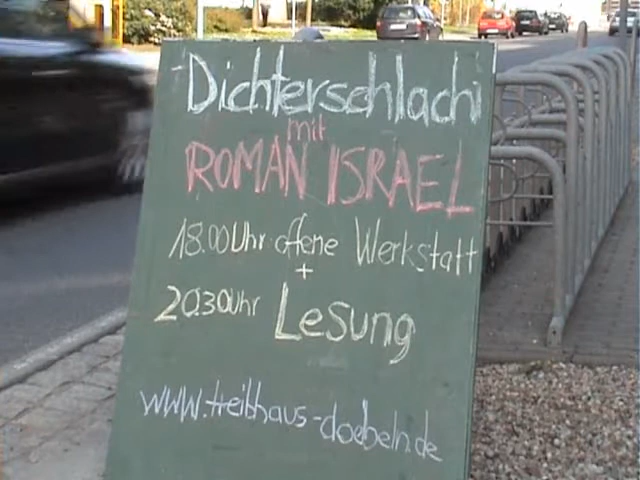 Dichterschlacht
mit
ROMAN ISRAEL
18.00 Uhr offene Werkstatt
+
20.30 Uhr Lesung
www.treibhaus-doebeln.de